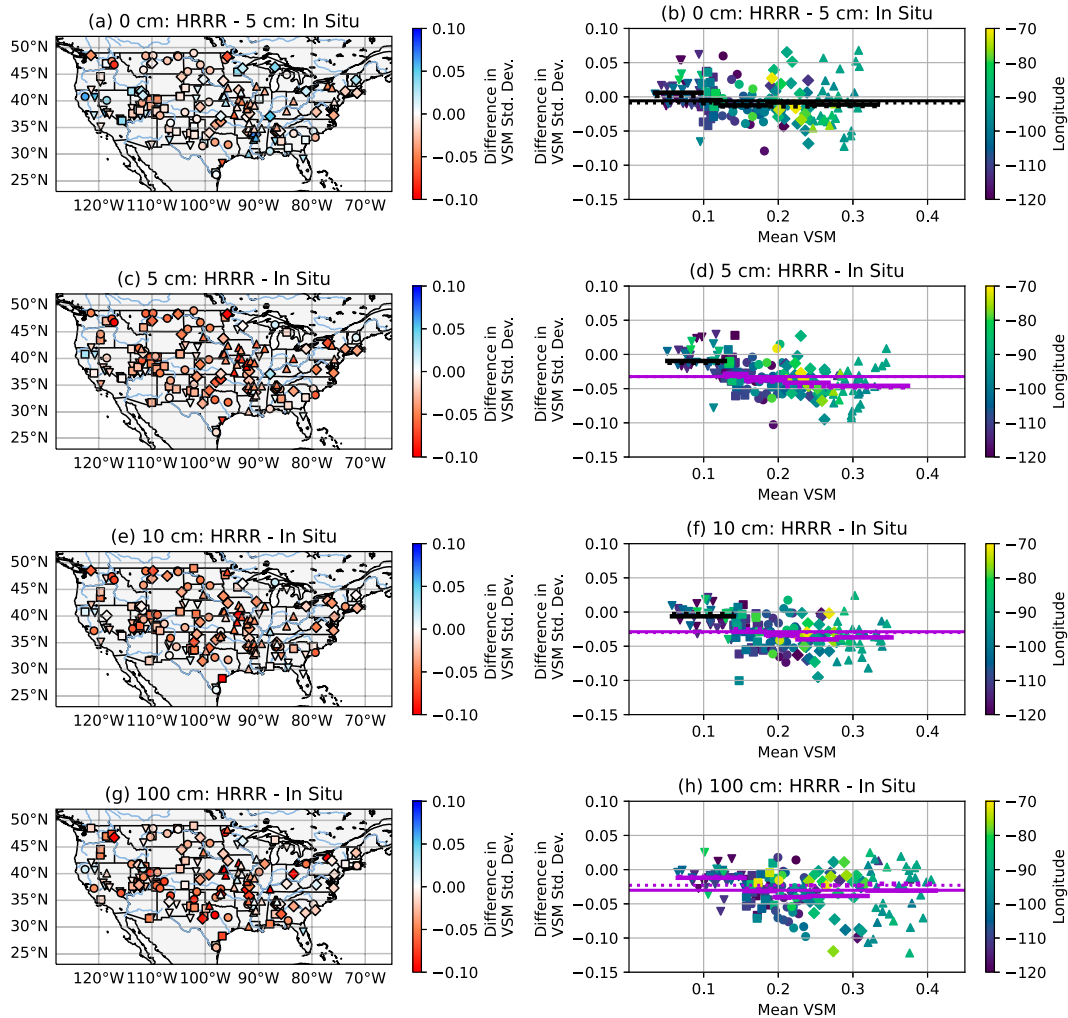 (a) 0 cm: HRRR - 5 cm: In Situ
50°N
45°N
40°N
35°N
30°N
25°N
120°W 110°W 100°W 90°W 80°W 70°W
0.10
0.05
0.00
−0.05
−0.10
Difference in
VSM Std. Dev.
(b) 0 cm: HRRR - 5 cm: In Situ
Difference in
VSM Std. Dev.
0.10
0.05
0.00
−0.05
−0.10
−0.15
0.1 0.2 0.3 0.4
Mean VSM
−70
−80
−90
−100
−110
−120
Longitude
(c) 5 cm: HRRR - In Situ
50°N
45°N
40°N
35°N
30°N
25°N
120°W 110°W 100°W 90°W 80°W 70°W
0.10
0.05
0.00
−0.05
−0.10
Difference in
VSM Std. Dev.
(d) 5 cm: HRRR - In Situ
Difference in
VSM Std. Dev.
0.10
0.05
0.00
−0.05
−0.10
−0.15
0.1 0.2 0.3 0.4
Mean VSM
−70
−80
−90
−100
−110
−120
Longitude
(e) 10 cm: HRRR - In Situ
50°N
45°N
40°N
35°N
30°N
25°N
120°W 110°W 100°W 90°W 80°W 70°W
0.10
0.05
0.00
−0.05
−0.10
Difference in
VSM Std. Dev.
(f) 10 cm: HRRR - In Situ
Difference in
VSM Std. Dev.
0.10
0.05
0.00
−0.05
−0.10
−0.15
0.1 0.2 0.3 0.4
Mean VSM
−70
−80
−90
−100
−110
−120
Longitude
(g) 100 cm: HRRR - In Situ
50°N
45°N
40°N
35°N
30°N
25°N
120°W 110°W 100°W 90°W 80°W 70°W
0.10
0.05
0.00
−0.05
−0.10
Difference in
VSM Std. Dev.
(h) 100 cm: HRRR - In Situ
Difference in
VSM Std. Dev.
0.10
0.05
0.00
−0.05
−0.10
−0.15
0.1 0.2 0.3 0.4
Mean VSM
−70
−80
−90
−100
−110
−120
Longitude